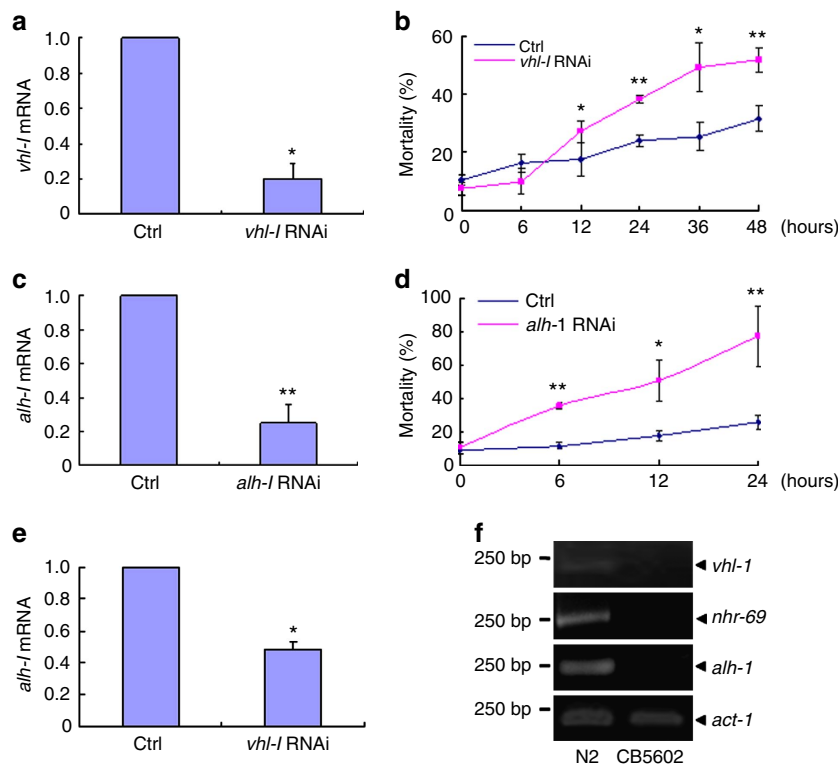 a
vhl-I mRNA
1.0
0.8
0.6
0.4
0.2
0
*
Ctrl
vhl-I RNAi
b
Mortality (%)
60
40
20
0
Ctrl
vhl-I RNAi
*
**
*
**
0 6 12 24 36 48 (hours)
c
alh-I mRNA
1.0
0.8
0.6
0.4
0.2
0
**
Ctrl
alh-I RNAi
d
Mortality (%)
100
80
60
40
20
0
Ctrl
alh-1 RNAi
**
*
**
0 6 12 24 (hours)
e
alh-I mRNA
1.0
0.8
0.6
0.4
0.2
0
*
Ctrl
vhl-I RNAi
f
250 bp vhl-1
250 bp nhr-69
250 bp alh-1
250 bp act-1
N2 CB5602